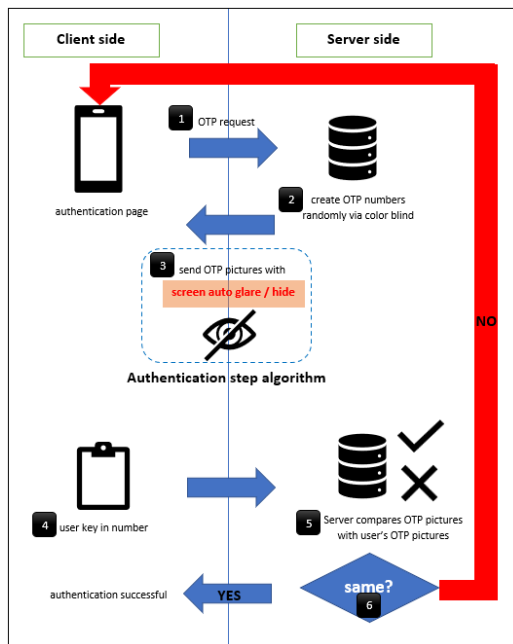 Client side
Server side
1 OTP request
authentication page
2 create OTP numbers
randomly via color blind
3 send OTP pictures with
screen auto glare / hide
Authentication step algorithm
NO
4 user key in number
5 Server compares OTP pictures
with user's OTP pictures
same?
6
YES
authentication successful